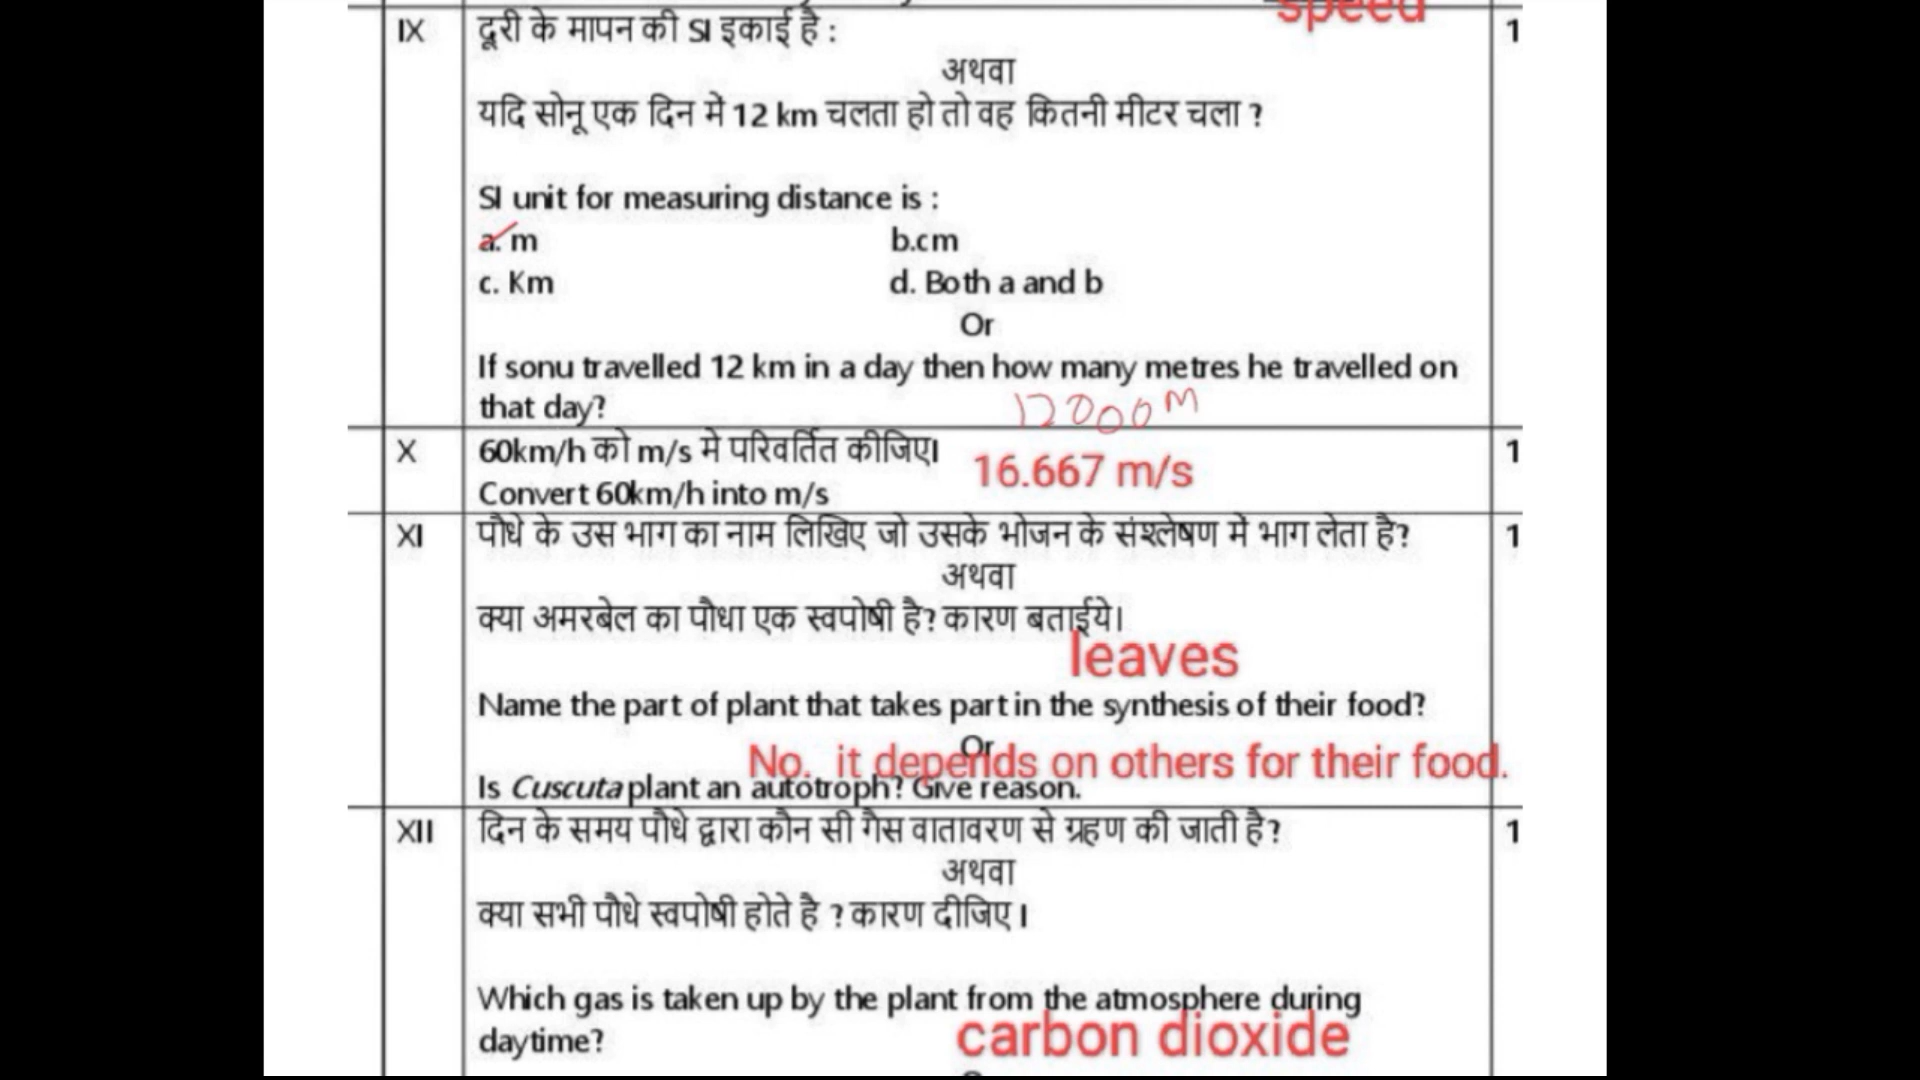 speed
IX दूरी के मापन की SI इकाई है : 1
अथवा
यदि सोनू एक दिन में 12 km चलता हो तो वह कितनी मीटर चला ?
SI unit for measuring distance is :
a. m b.cm
c. Km d. Both a and b
Or
If sonu travelled 12 km in a day then how many metres he travelled on
that day? 12000 m
X 60km/h को m/s मे परिवर्तित कीजिए। 1
16.667 m/s
Convert 60km/h into m/s
XI पौधे के उस भाग का नाम लिखिए जो उसके भोजन के संश्लेषण में भाग लेता है? 1
अथवा
क्या अमरबेल का पौधा एक स्वपोषी है? कारण बताईये।
leaves
Name the part of plant that takes part in the synthesis of their food?
Or
No. it depends on others for their food.
Is Cuscuta plant an autotroph? Give reason.
XII दिन के समय पौधे द्वारा कौन सी गैस वातावरण से ग्रहण की जाती है? 1
अथवा
क्या सभी पौधे स्वपोषी होते है ? कारण दीजिए ।
Which gas is taken up by the plant from the atmosphere during
daytime? carbon dioxide